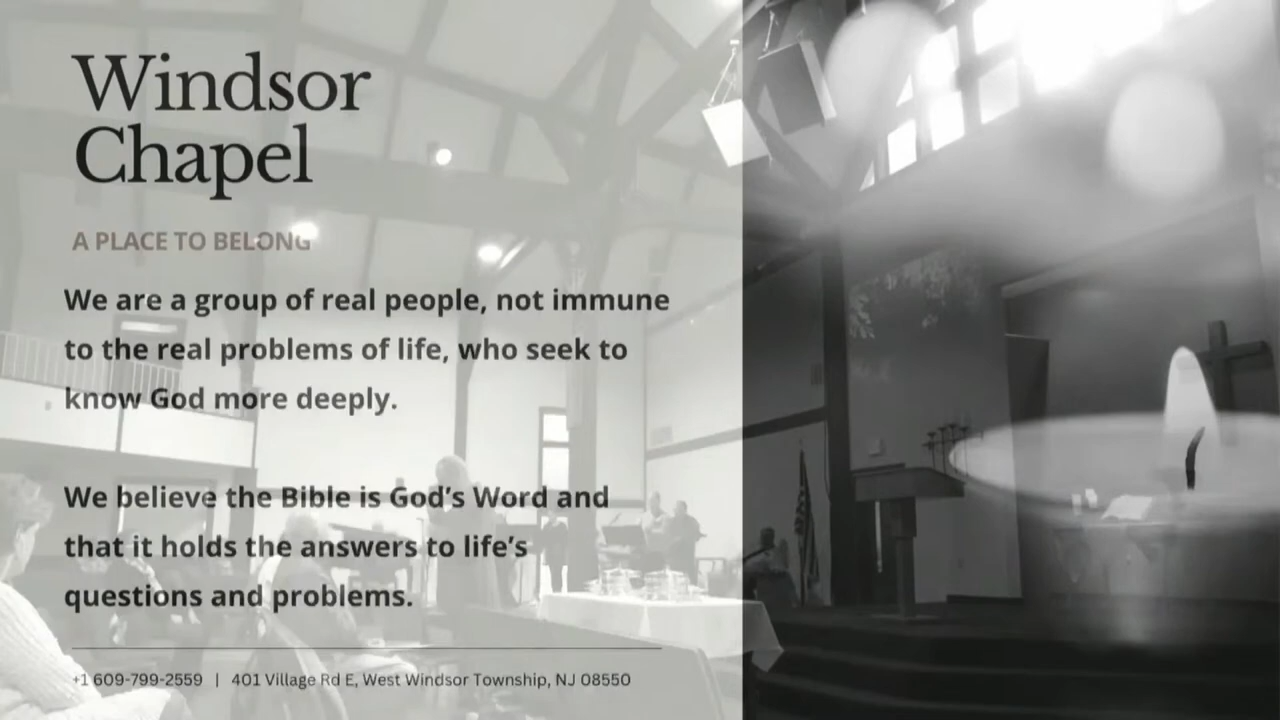 Windsor
Chapel
A PLACE TO BELONG
We are a group of real people, not immune
to the real problems of life, who seek to
know God more deeply.
We believe the Bible is God’s Word and
that it holds the answers to life’s
questions and problems.
+1 609-799-2559 | 401 Village Rd E, West Windsor Township, NJ 08550